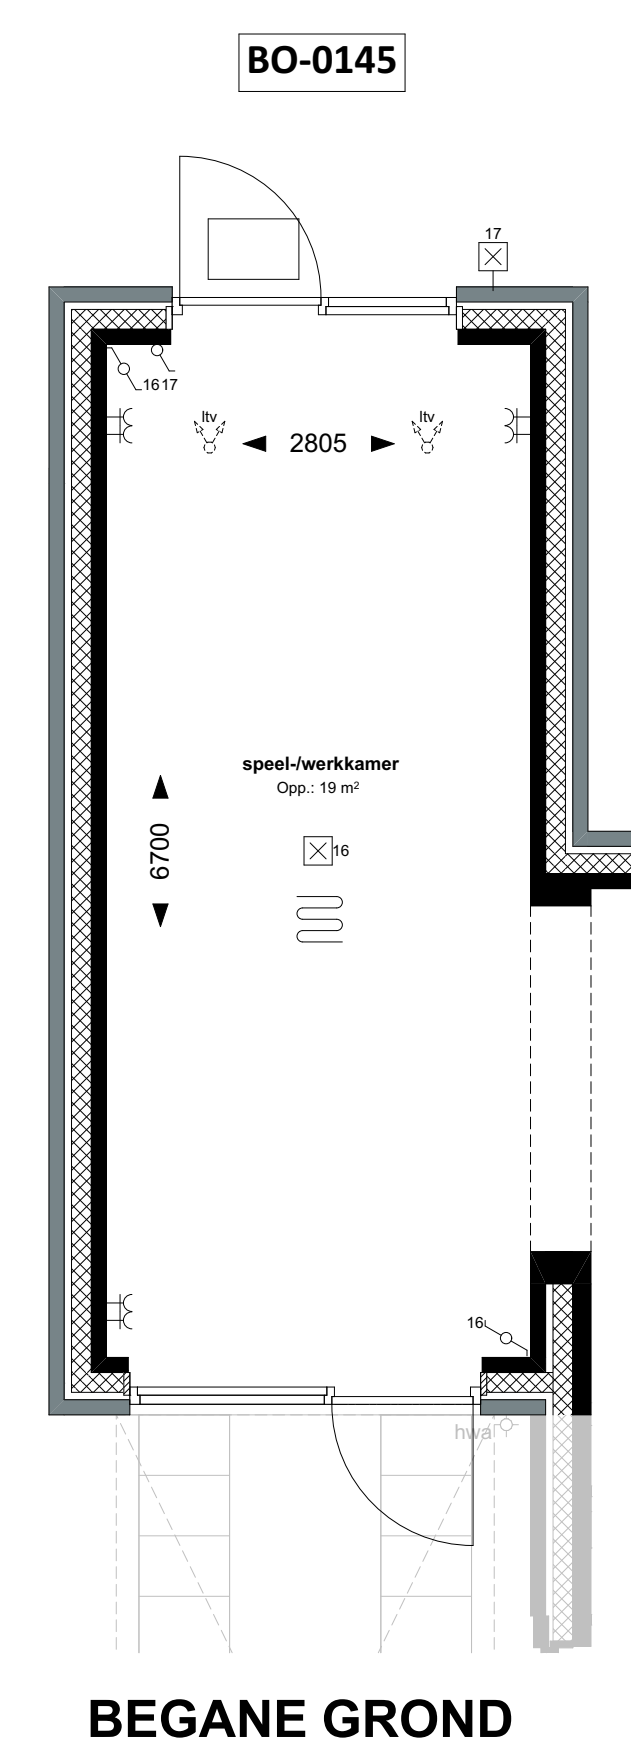 BO-0145
17
16 17
ltv
ltv
2805
speel-/werkkamer
Opp.: 19 m²
6700
16
16
hwa
BEGANE GROND